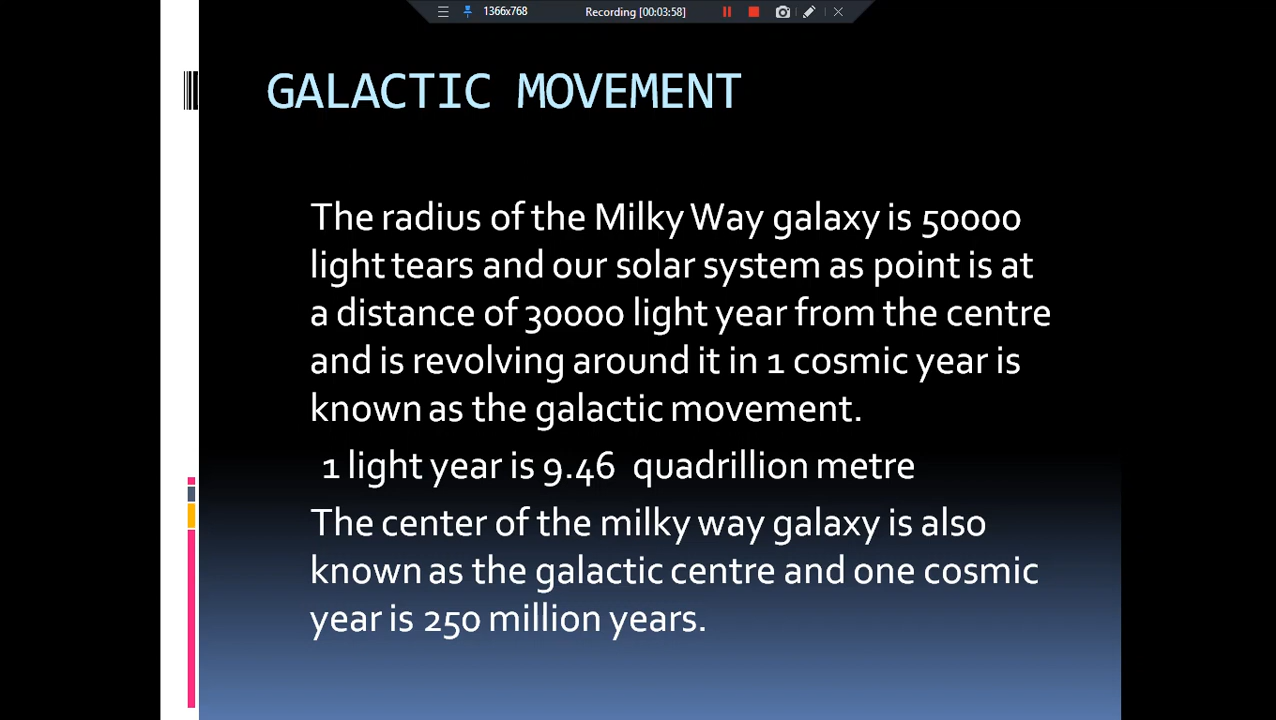 1366x768 Recording [00:03:58]
GALACTIC MOVEMENT
The radius of the Milky Way galaxy is 50000
light tears and our solar system as point is at
a distance of 30000 light year from the centre
and is revolving around it in 1 cosmic year is
known as the galactic movement.
1 light year is 9.46 quadrillion metre
The center of the milky way galaxy is also
known as the galactic centre and one cosmic
year is 250 million years.